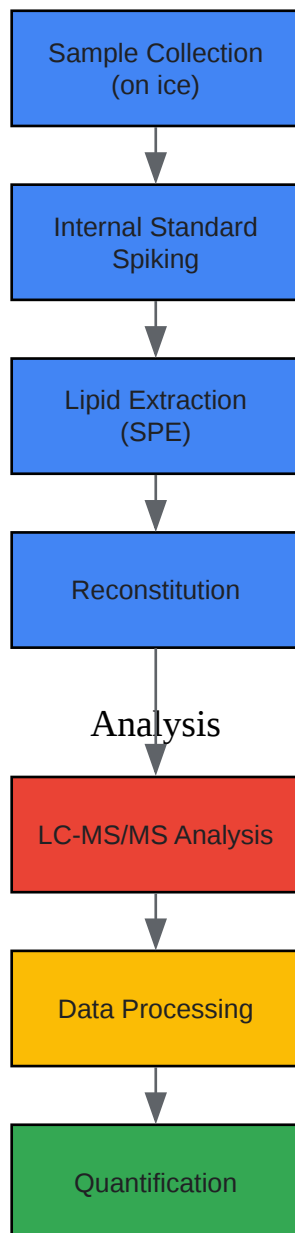 Sample Collection
(on ice)
Internal Standard
Spiking
Lipid Extraction
(SPE)
Reconstitution
Analysis
LC-MS/MS Analysis
Data Processing
Quantification